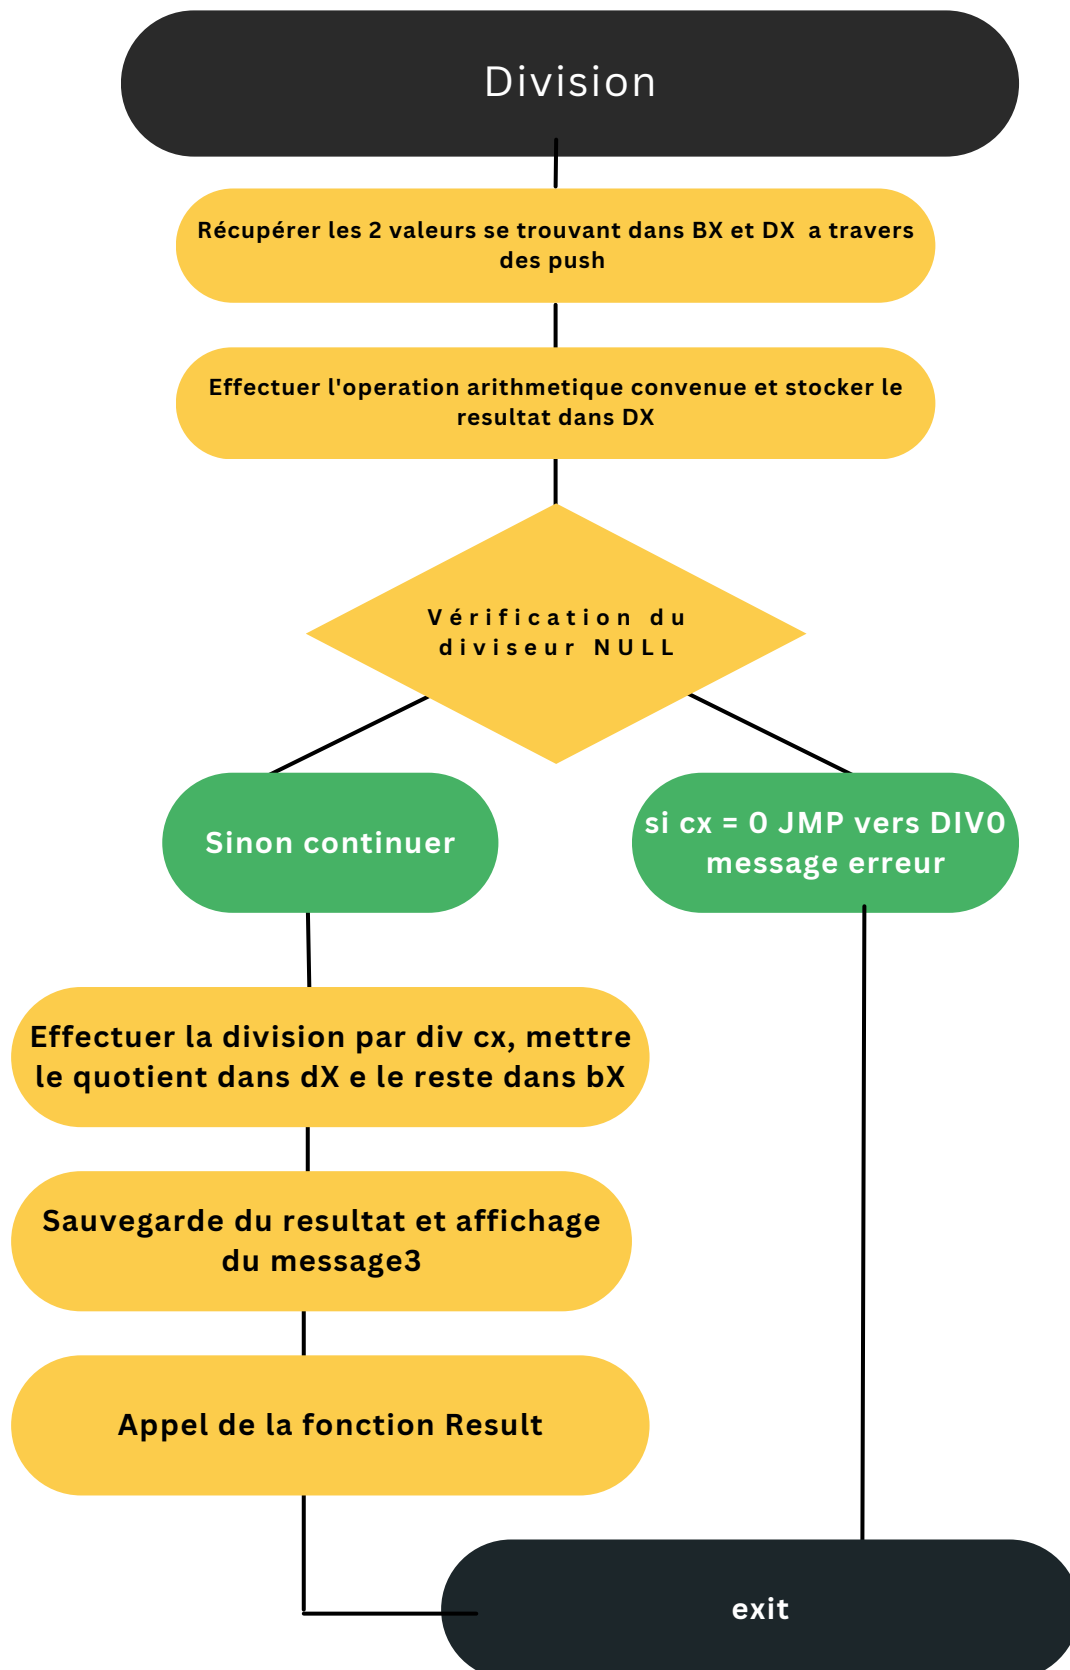 Division
Récupérer les 2 valeurs se trouvant dans BX et DX a travers
des push
Effectuer l'operation arithmetique convenue et stocker le
resultat dans DX
Vérification du
diviseur NULL
Sinon continuer
si cx = 0 JMP vers DIV0
message erreur
Effectuer la division par div cx, mettre
le quotient dans dX e le reste dans bX
Sauvegarde du resultat et affichage
du message3
Appel de la fonction Result
exit